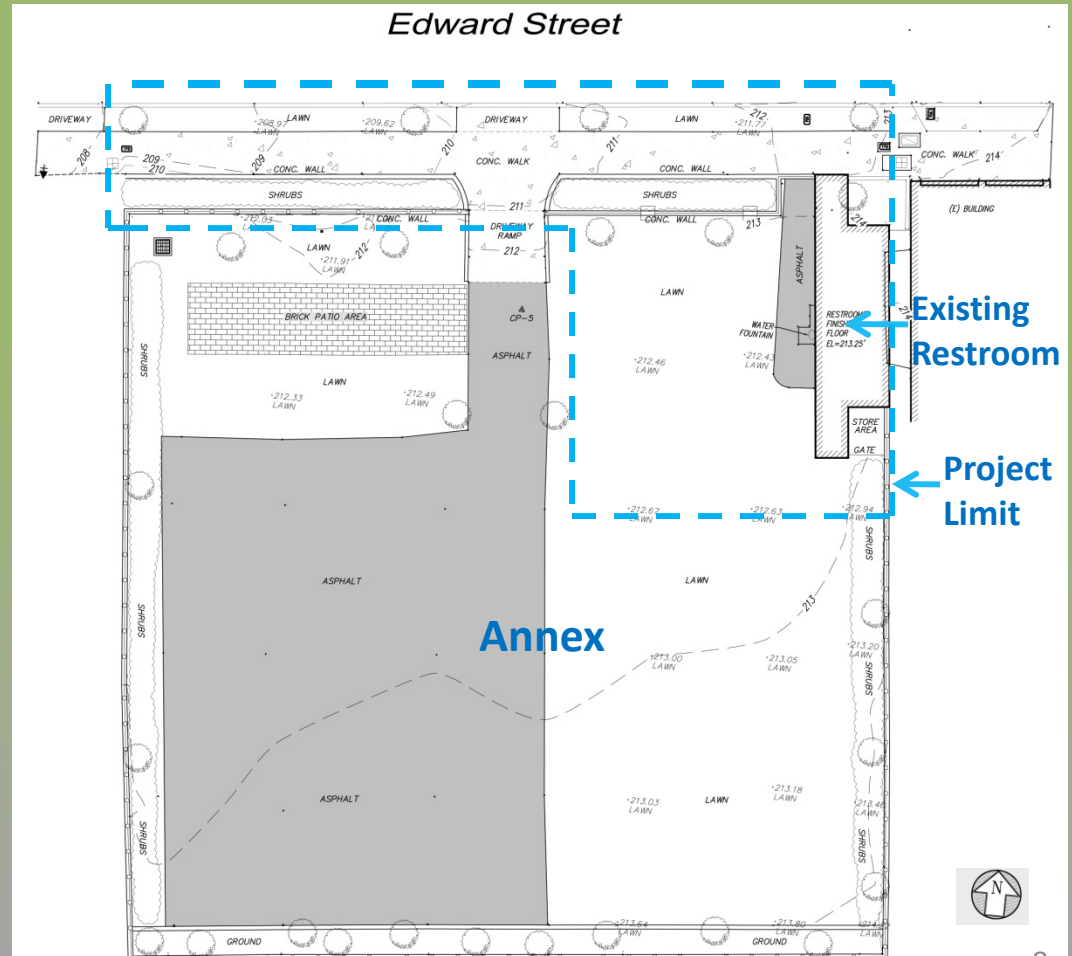 Edward Street
DRIVEWAY
208.97
LAWN
LAWN
209.62
LAWN
DRIVEWAY
LAWN
212
211.77
LAWN
213
208
209
210
209
210
CONC. WALK
211
CONC. WALK
214
CONC. WALL
CONC. WALL
SHRUBS
SHRUBS
(E) BUILDING
211
CONC. WALL
CONC. WALL
213
214
DRIVEWAY
RAMP
212
LAWN
212
211.91
LAWN
ASPHALT
LAWN
BRICK PATIO AREA
CP-5
WATER
FOUNTAIN
RESTROOM
FINISH
FLOOR
EL=213.25'
214
Existing
Restroom
ASPHALT
212.46
LAWN
212.43
LAWN
SHRUBS
LAWN
212.33
LAWN
212.49
LAWN
STORE
AREA
GATE
Project
Limit
212.67
LAWN
212.63
LAWN
212.94
LAWN
SHRUBS
ASPHALT
LAWN
213
SHRUBS
Annex
213.00
LAWN
213.05
LAWN
213.20
LAWN
SHRUBS
ASPHALT
213.03
LAWN
LAWN
213.18
LAWN
213.46
LAWN
SHRUBS
SHRUBS
N
213.64
LAWN
213.80
LAWN
LAWN
GROUND
GROUND